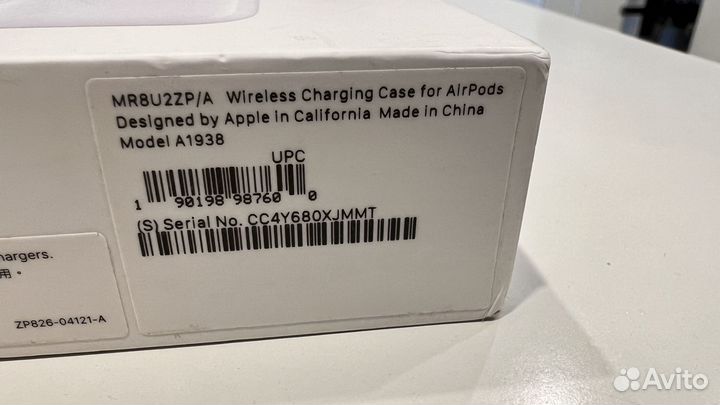 MR8U2ZP/A Wireless Charging Case for AirPods
Designed by Apple in California Made in China
Model A1938
UPC
1 90198 98760 0
(S) Serial No. CC4Y680XJMMT
hargers.
用。
ZP826-04121-A
Avito